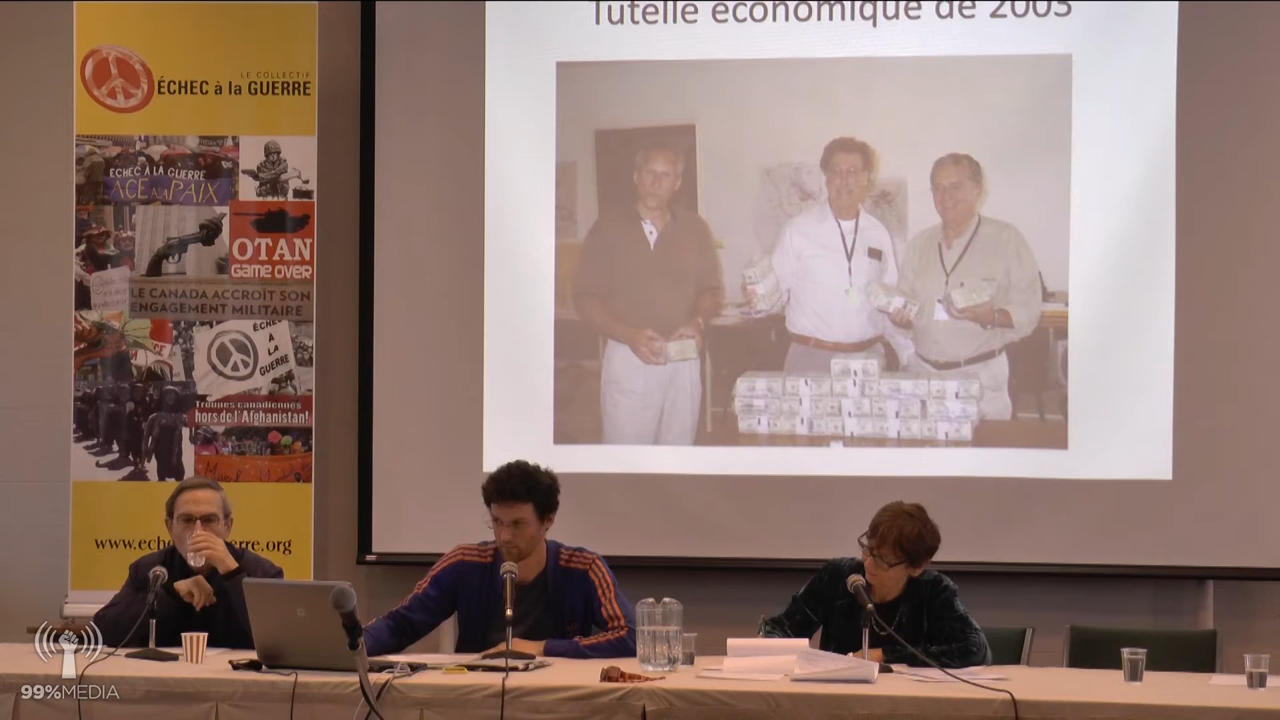 Tutelle économique de 2003
LE COLLECTIF
ÉCHEC à la GUERRE
ÉCHEC À LA GUERRE
OTAN
GAME OVER
LE CANADA ACCROÎT SON
ENGAGEMENT MILITAIRE
ÉCHEC
À
LA
GUERRE
Troupes canadiennes
hors de l'Afghanistan!
www.eche
erre.org
99%MEDIA